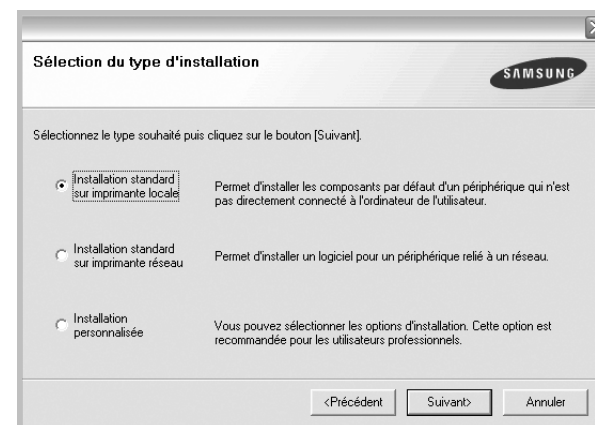 Sélection du type d'installation
SAMSUNG
Sélectionnez le type souhaité puis cliquez sur le bouton [Suivant].
Installation standard
sur imprimante locale
Permet d'installer les composants par défaut d'un périphérique qui n'est
pas directement connecté à l'ordinateur de l'utilisateur.
Installation standard
sur imprimante réseau
Permet d'installer un logiciel pour un périphérique relié à un réseau.
Installation
personnalisée
Vous pouvez sélectionner les options d'installation. Cette option est
recommandée pour les utilisateurs professionnels.
<Précédent
Suivant>
Annuler